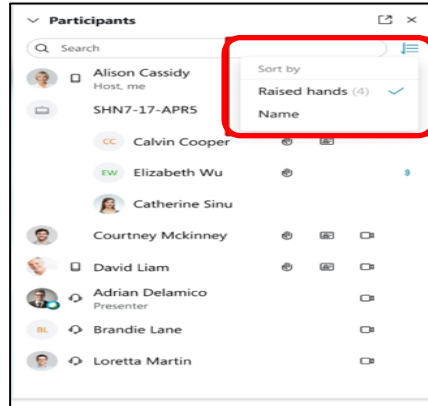 Participants
Search
Sort by
Raised hands (4)
Name
Alison Cassidy
Host, me
SHN7-17-APR5
CC Calvin Cooper
EW Elizabeth Wu
Catherine Sinu
Courtney Mckinney
David Liam
Adrian Delamico
Presenter
BL Brandie Lane
Loretta Martin